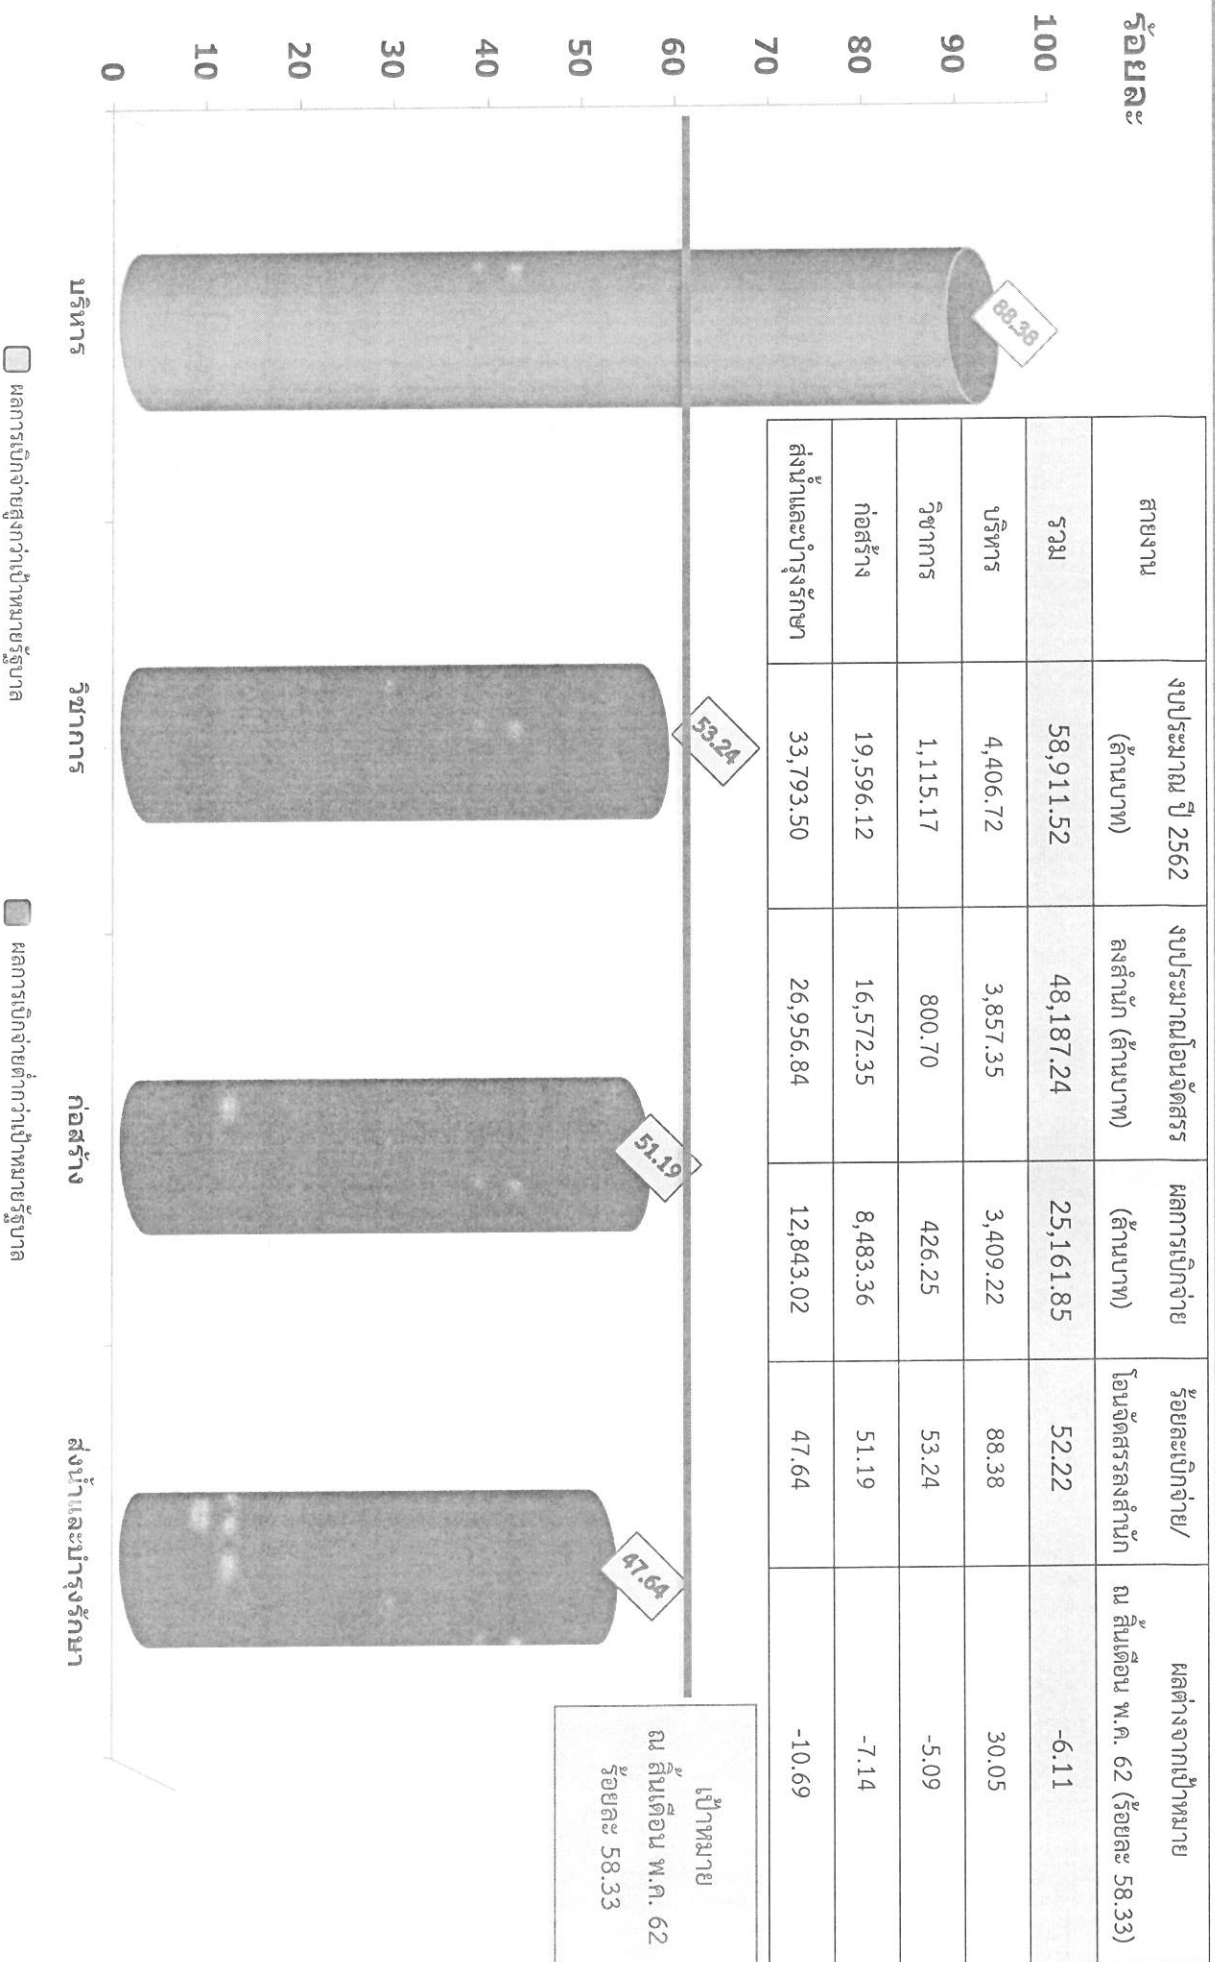 ร้อยละ
สายงาน งบประมาณ ปี 2562 (ล้านบาท) งบประมาณโอนจัดสรรลงสำนัก (ล้านบาท) ผลการเบิกจ่าย (ล้านบาท) ร้อยละเบิกจ่าย/โอนจัดสรรลงสำนัก ผลต่างจากเป้าหมาย ณ สิ้นเดือน พ.ค. 62 (ร้อยละ 58.33)
รวม 58,911.52 48,187.24 25,161.85 52.22 -6.11
บริหาร 4,406.72 3,857.35 3,409.22 88.38 30.05
วิชาการ 1,115.17 800.70 426.25 53.24 -5.09
ก่อสร้าง 19,596.12 16,572.35 8,483.36 51.19 -7.14
ส่งน้ำและบำรุงรักษา 33,793.50 26,956.84 12,843.02 47.64 -10.69
100
90
80
70
60
50
40
30
20
10
0
88.38
53.24
51.19
47.64
เป้าหมาย
ณ สิ้นเดือน พ.ค. 62
ร้อยละ 58.33
บริหาร วิชาการ ก่อสร้าง ส่งน้ำและบำรุงรักษา
ผลการเบิกจ่ายสูงกว่าเป้าหมายรัฐบาล ผลการเบิกจ่ายต่ำกว่าเป้าหมายรัฐบาล